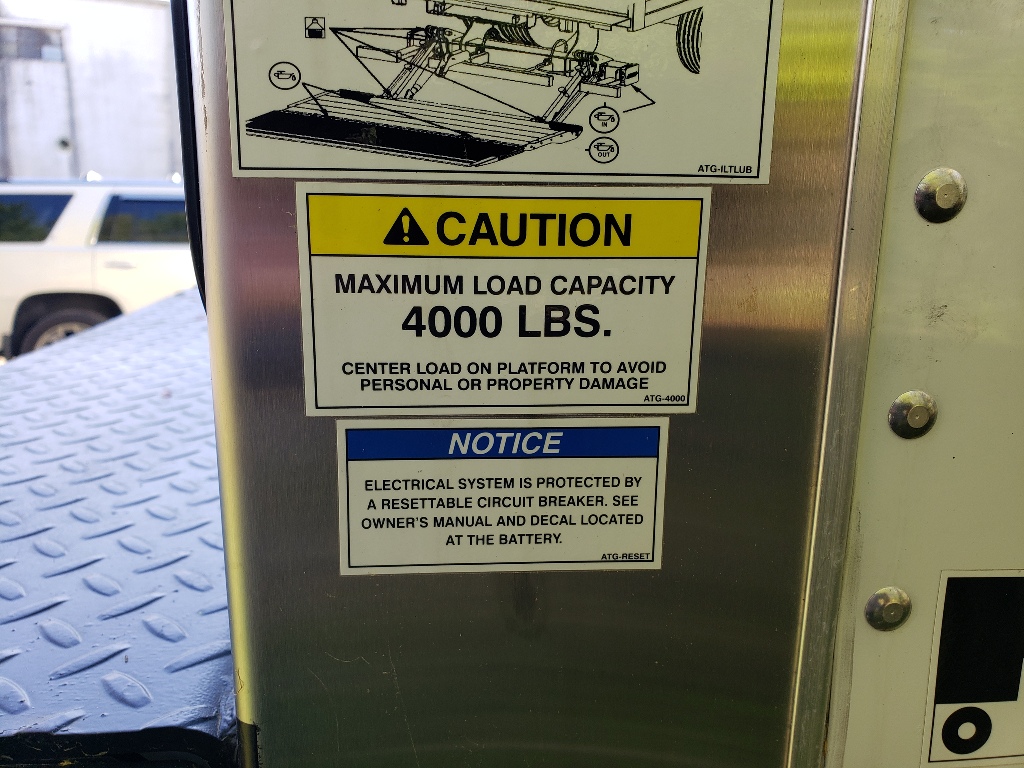 IN
OUT
ATG-ILTLUB
CAUTION
MAXIMUM LOAD CAPACITY
4000 LBS.
CENTER LOAD ON PLATFORM TO AVOID
PERSONAL OR PROPERTY DAMAGE
ATG-4000
NOTICE
ELECTRICAL SYSTEM IS PROTECTED BY
A RESETTABLE CIRCUIT BREAKER. SEE
OWNER'S MANUAL AND DECAL LOCATED
AT THE BATTERY.
ATG-RESET